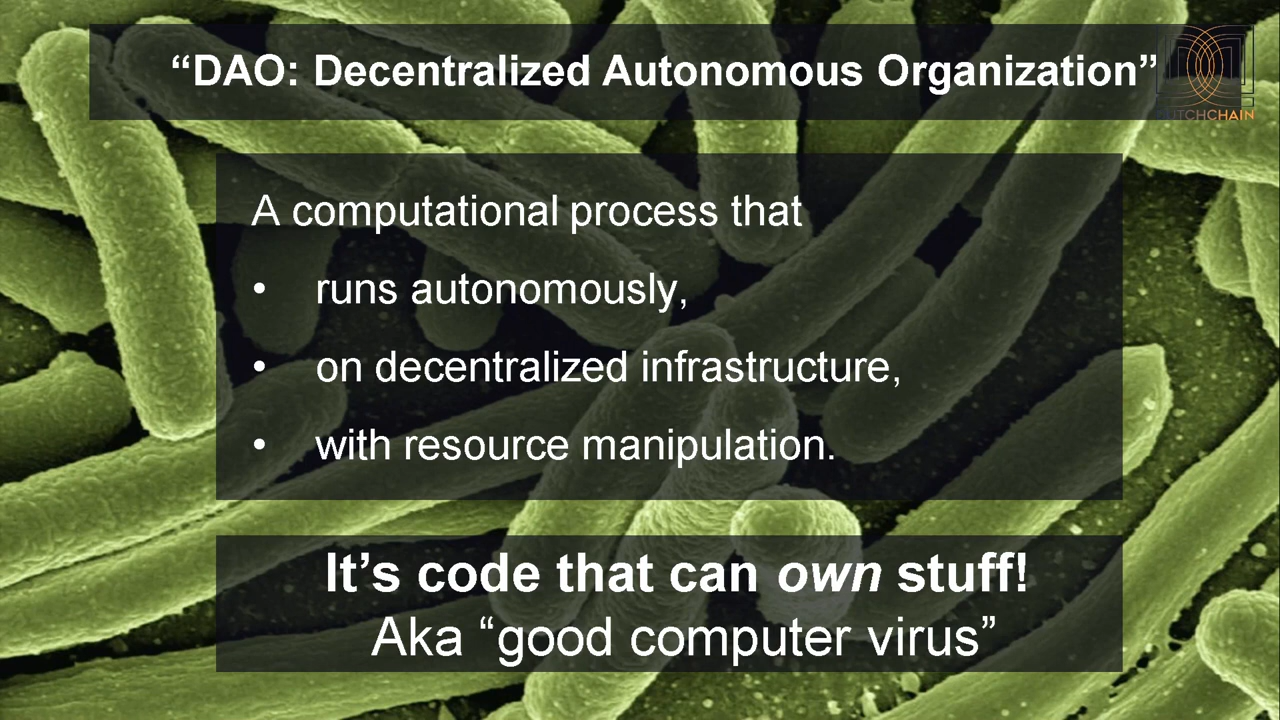 “DAO: Decentralized Autonomous Organization”
A computational process that
• runs autonomously,
• on decentralized infrastructure,
• with resource manipulation.
It’s code that can own stuff!
Aka “good computer virus”